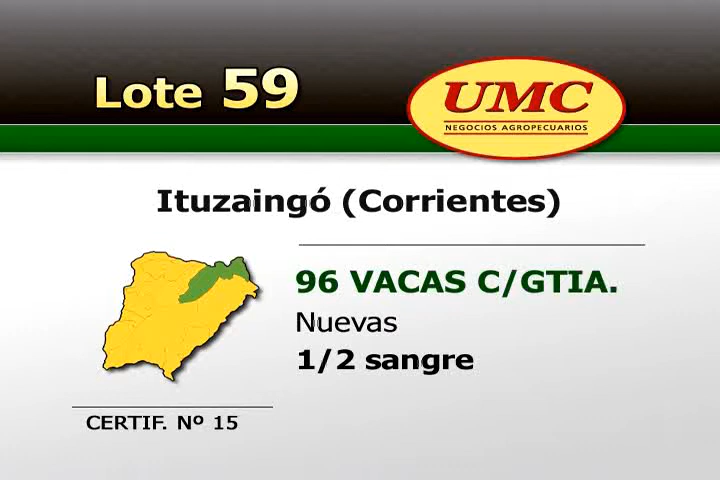 Lote 59
UMC
NEGOCIOS AGROPECUARIOS
Ituzaingó (Corrientes)
96 VACAS C/GTIA.
Nuevas
1/2 sangre
CERTIF. Nº 15